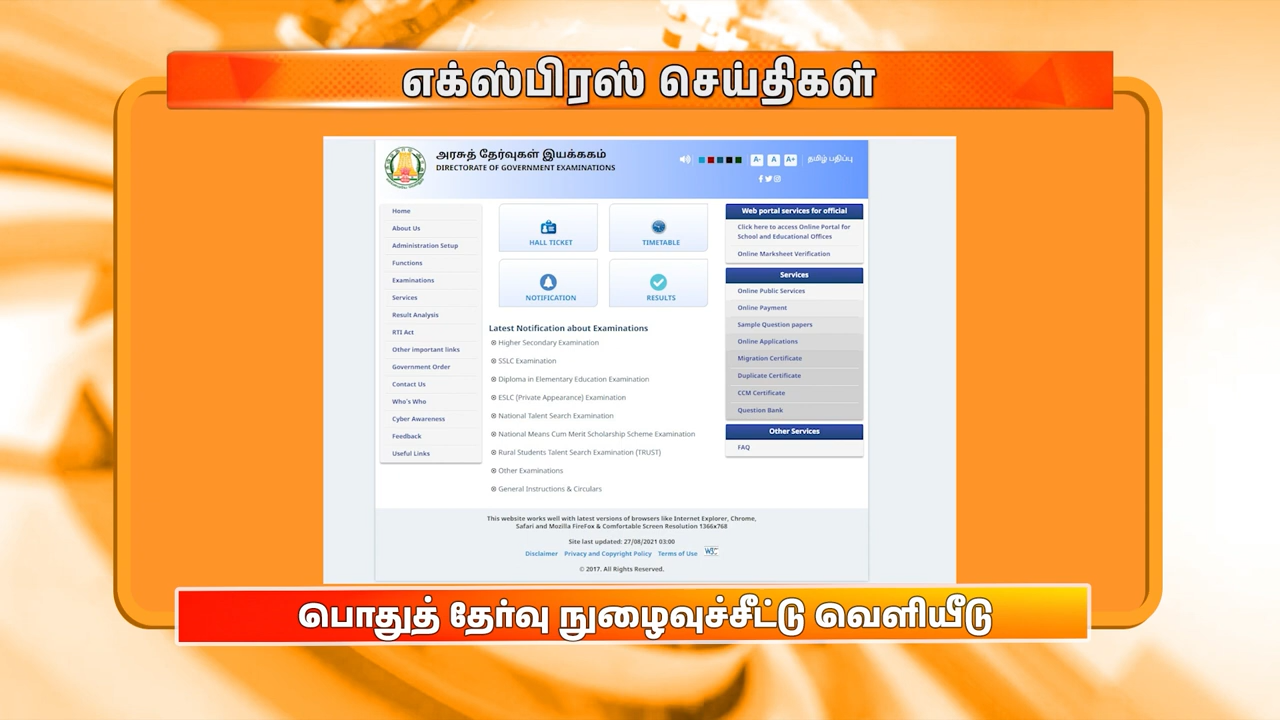 எக்ஸ்பிரஸ் செய்திகள்
அரசுத் தேர்வுகள் இயக்ககம்
DIRECTORATE OF GOVERNMENT EXAMINATIONS
A- A A+ தமிழ் பதிப்பு
Home
About Us
Administration Setup
Functions
Examinations
Services
Result Analysis
RTI Act
Other important links
Government Order
Contact Us
Who's Who
Cyber Awareness
Feedback
Useful Links
HALL TICKET
TIMETABLE
NOTIFICATION
RESULTS
Latest Notification about Examinations
Higher Secondary Examination
SSLC Examination
Diploma in Elementary Education Examination
ESLC (Private Appearance) Examination
National Talent Search Examination
National Means Cum Merit Scholarship Scheme Examination
Rural Students Talent Search Examination (TRUST)
Other Examinations
General Instructions & Circulars
Web portal services for official
Click here to access Online Portal for
School and Educational Offices
Online Marksheet Verification
Services
Online Public Services
Online Payment
Sample Question papers
Online Applications
Migration Certificate
Duplicate Certificate
CCM Certificate
Question Bank
Other Services
FAQ
This website works well with latest versions of browsers like Internet Explorer, Chrome,
Safari and Mozilla FireFox & Comfortable Screen Resolution 1366x768
Site last updated: 27/08/2021 03:00
Disclaimer Privacy and Copyright Policy Terms of Use
© 2017. All Rights Reserved.
பொதுத் தேர்வு நுழைவுச்சீட்டு வெளியீடு